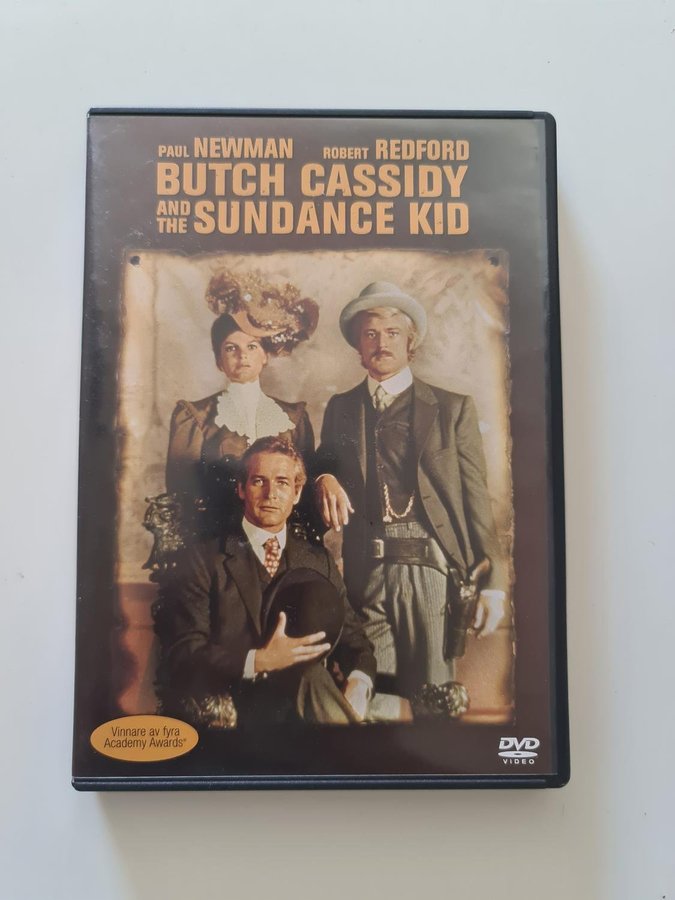 PAUL NEWMAN ROBERT REDFORD
BUTCH CASSIDY
AND THE SUNDANCE KID
Vinnare av fyra
Academy Awards®
DVD
VIDEO